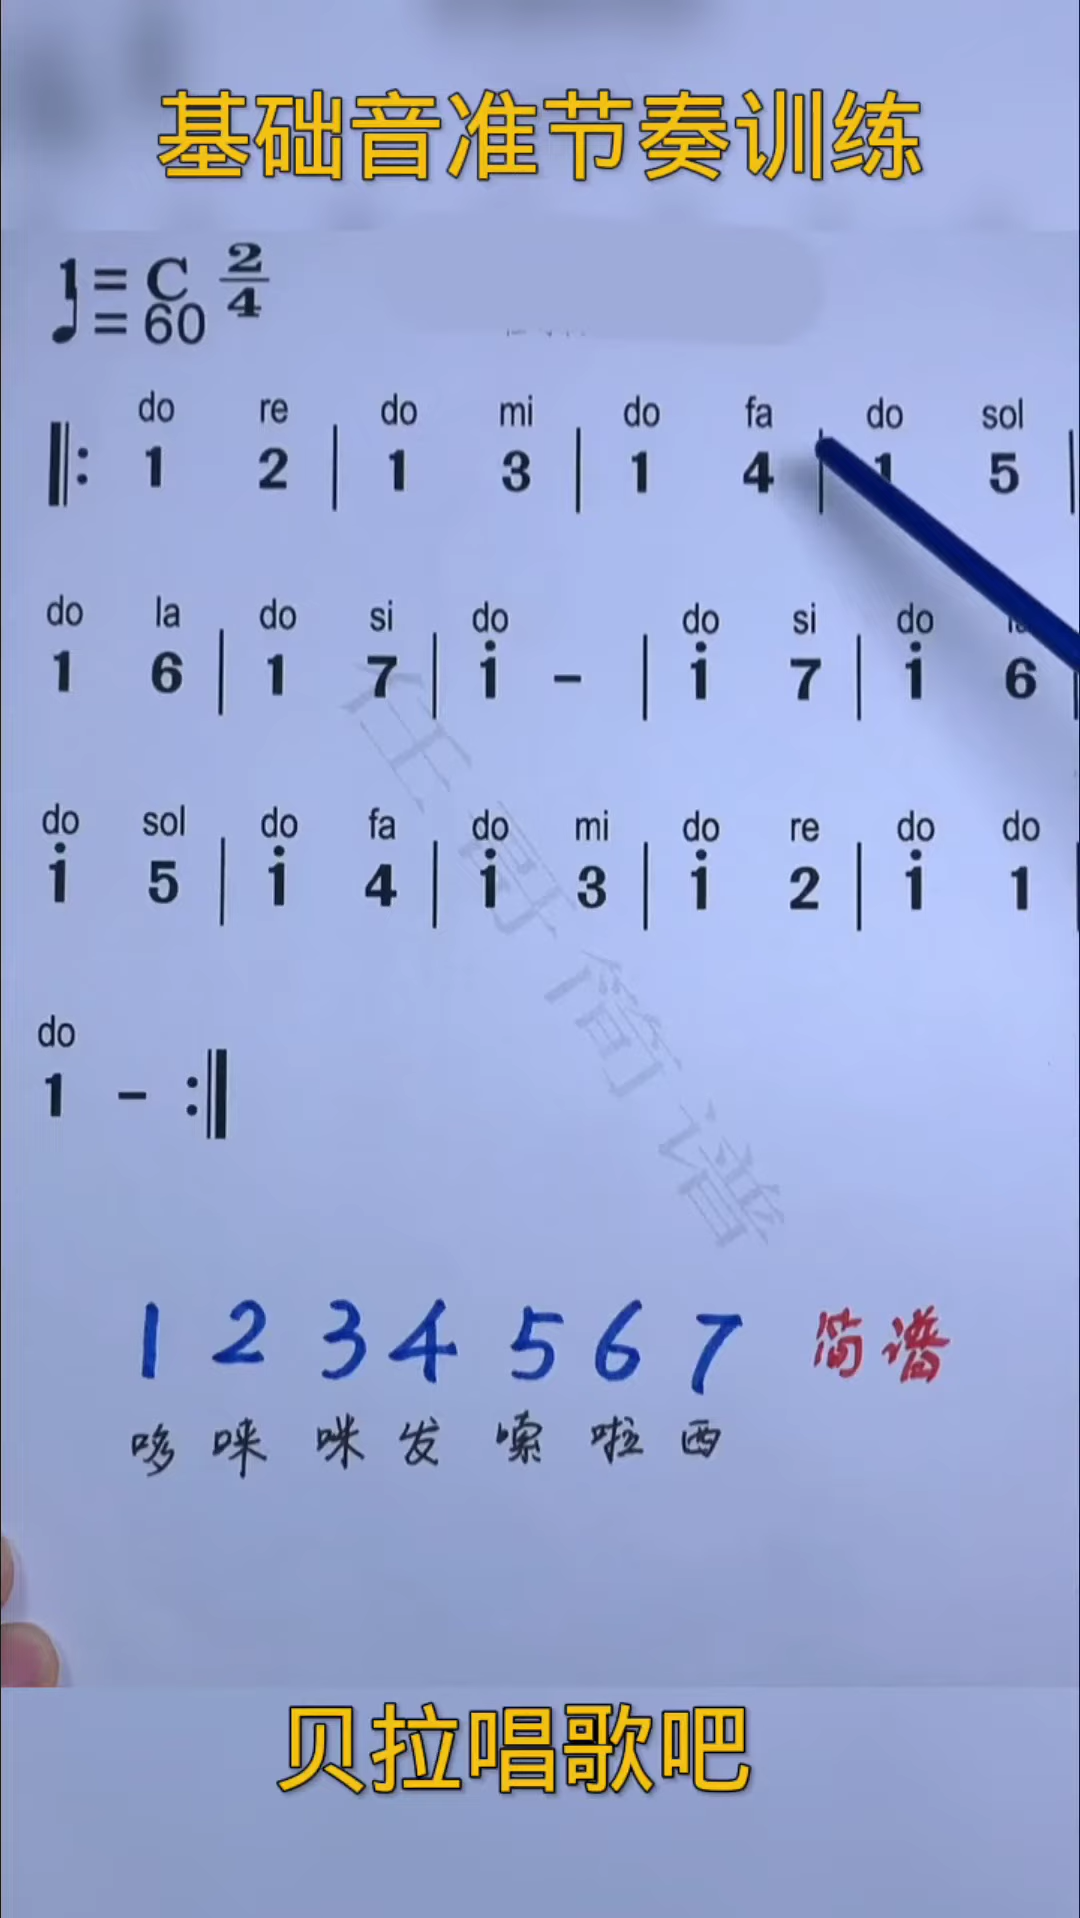 基础音准节奏训练
1 = C 2/4
♩ = 60
do re do mi do fa do sol
‖: 1 2 | 1 3 | 1 4 | 1 5 |
do la do si do do si do
1 6 | 1 7 | i̇ - | i̇ 7 | i̇ 6 |
do sol do fa do mi do re do do
i̇ 5 | i̇ 4 | i̇ 3 | i̇ 2 | i̇ 1 |
do
1 - :‖
任哥简谱
1 2 3 4 5 6 7 简谱
哆 唻 咪 发 嗦 啦 西
贝拉唱歌吧